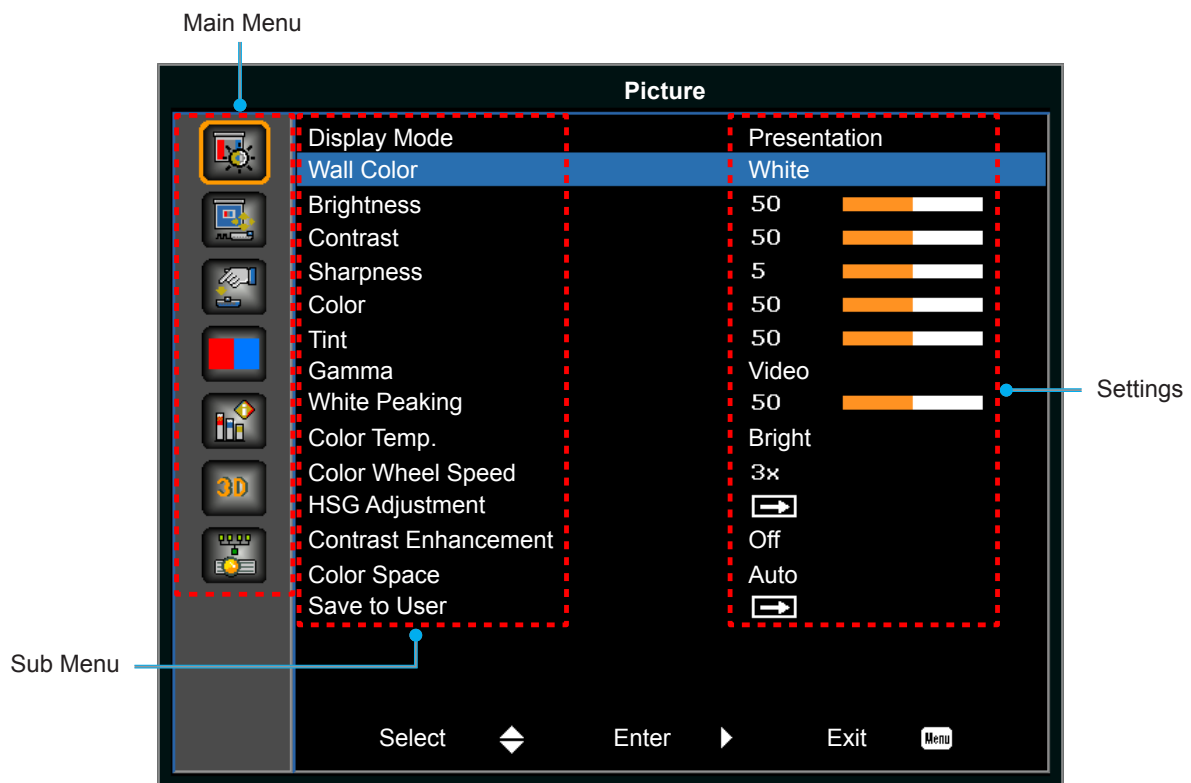 Main Menu
Picture
Display Mode Presentation
Wall Color White
Brightness 50
Contrast 50
Sharpness 5
Color 50
Tint 50
Gamma Video
White Peaking 50
Color Temp. Bright
Color Wheel Speed 3x
HSG Adjustment
Contrast Enhancement Off
Color Space Auto
Save to User
3D
Settings
Sub Menu
Select Enter Exit Menu